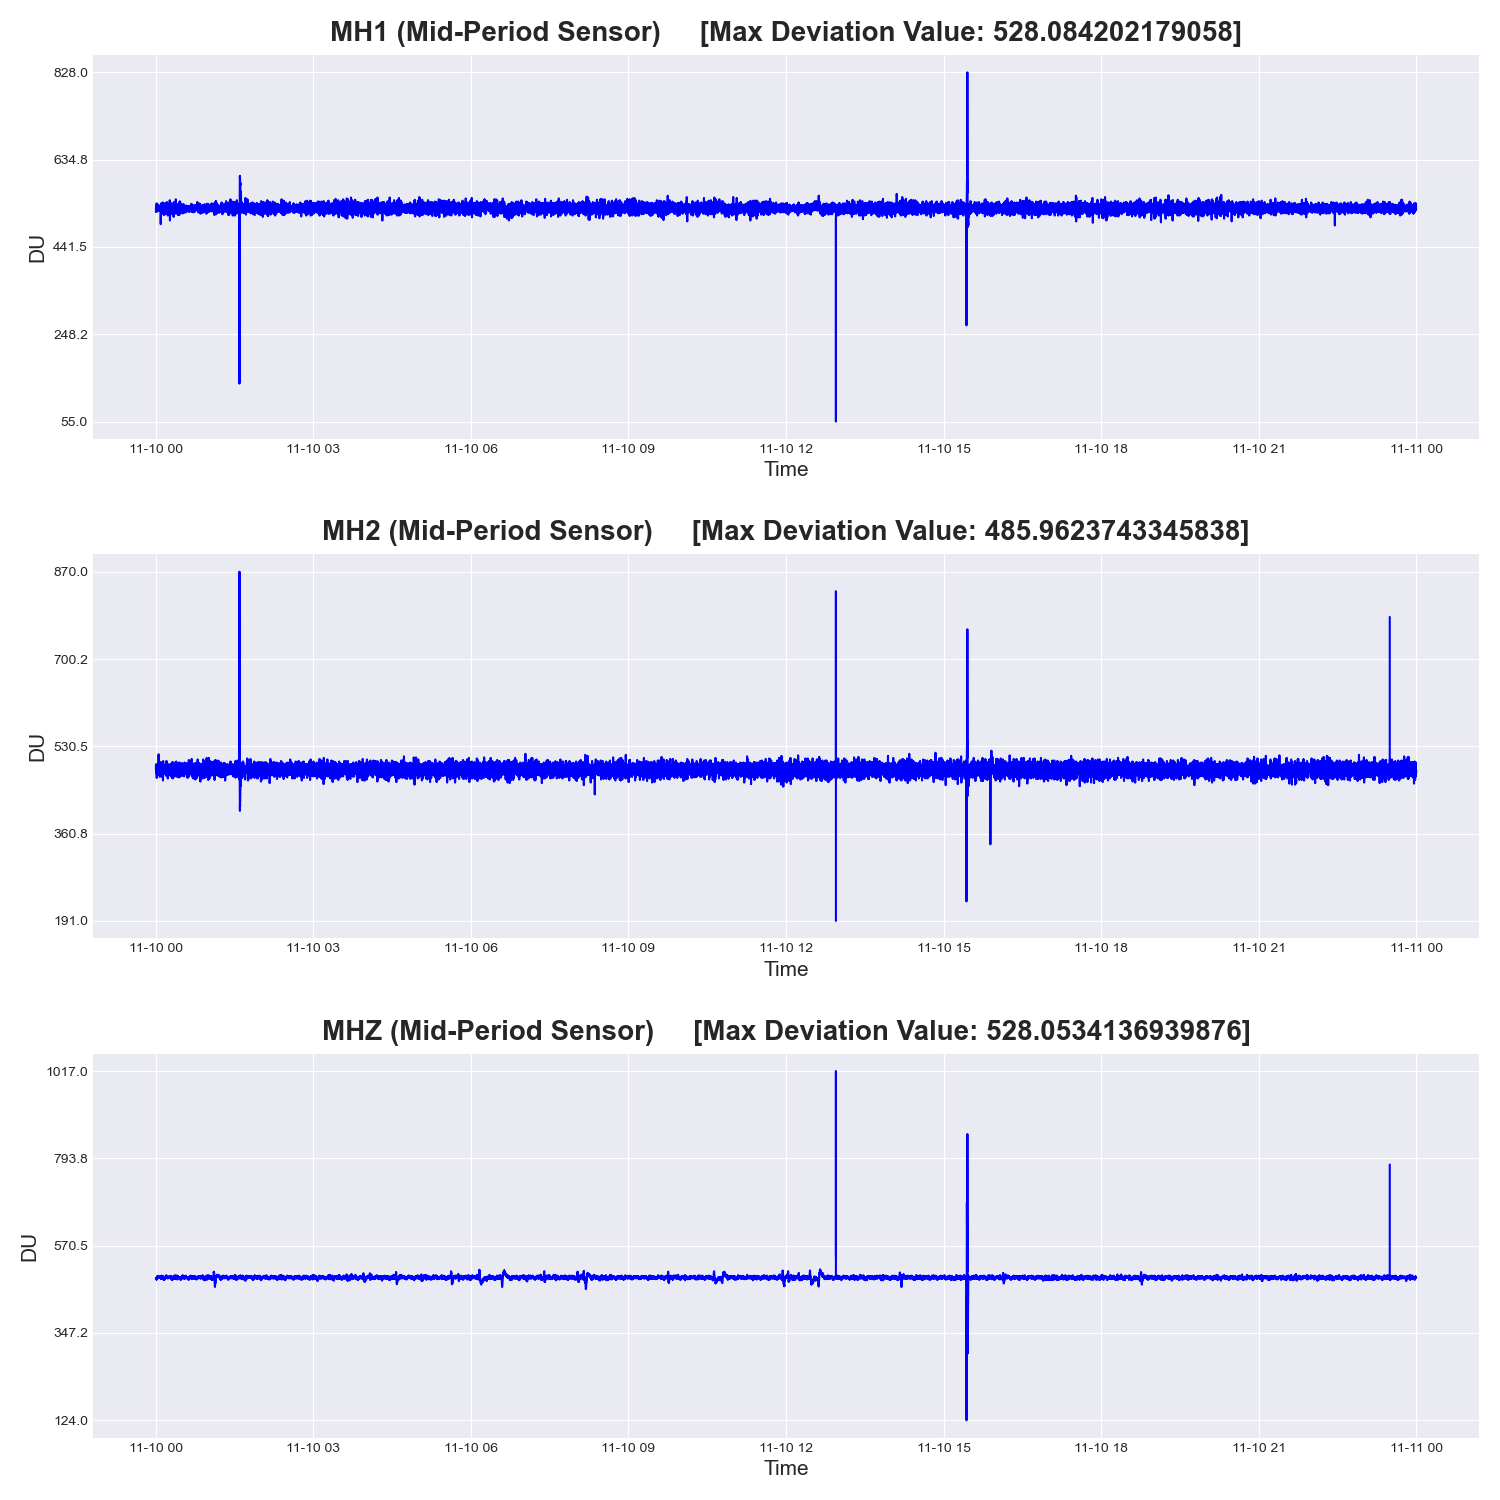 MH1 (Mid-Period Sensor) [Max Deviation Value: 528.084202179058]
828.0
634.8
441.5
248.2
55.0
DU
11-10 00 11-10 03 11-10 06 11-10 09 11-10 12 11-10 15 11-10 18 11-10 21 11-11 00
Time
MH2 (Mid-Period Sensor) [Max Deviation Value: 485.9623743345838]
870.0
700.2
530.5
360.8
191.0
DU
11-10 00 11-10 03 11-10 06 11-10 09 11-10 12 11-10 15 11-10 18 11-10 21 11-11 00
Time
MHZ (Mid-Period Sensor) [Max Deviation Value: 528.0534136939876]
1017.0
793.8
570.5
347.2
124.0
DU
11-10 00 11-10 03 11-10 06 11-10 09 11-10 12 11-10 15 11-10 18 11-10 21 11-11 00
Time